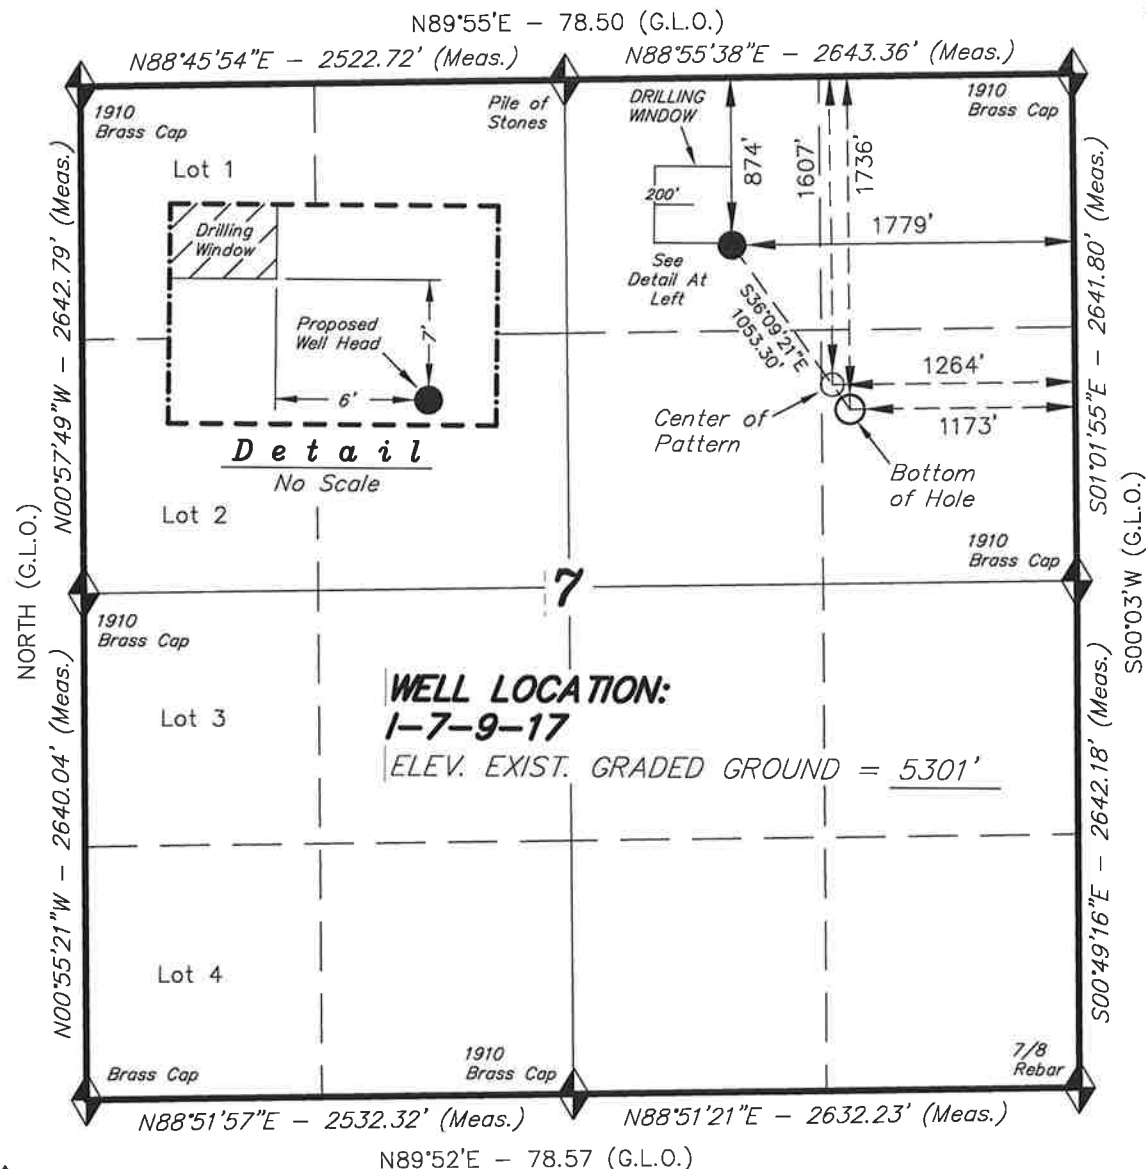 N89°55'E - 78.50 (G.L.O.)
N88°45'54"E - 2522.72' (Meas.)
N88°55'38"E - 2643.36' (Meas.)
1910
Brass Cap
Pile of
Stones
DRILLING
WINDOW
1910
Brass Cap
Lot 1
874'
1607'
1736'
200'
1779'
Drilling
Window
See
Detail At
Left
Proposed
Well Head
7'
6'
S36°09'21"E
1053.30'
1264'
1173'
Center of
Pattern
Bottom
of Hole
Detail
No Scale
N00°57'49"W - 2642.79' (Meas.)
S01°01'55"E - 2641.80' (Meas.)
Lot 2
NORTH (G.L.O.)
S00°03'W (G.L.O.)
1910
Brass Cap
7
1910
Brass Cap
WELL LOCATION:
I-7-9-17
ELEV. EXIST. GRADED GROUND = 5301'
Lot 3
N00°55'21"W - 2640.04' (Meas.)
S00°49'16"E - 2642.18' (Meas.)
Lot 4
Brass Cap
1910
Brass Cap
7/8
Rebar
N88°51'57"E - 2532.32' (Meas.)
N88°51'21"E - 2632.23' (Meas.)
N89°52'E - 78.57 (G.L.O.)